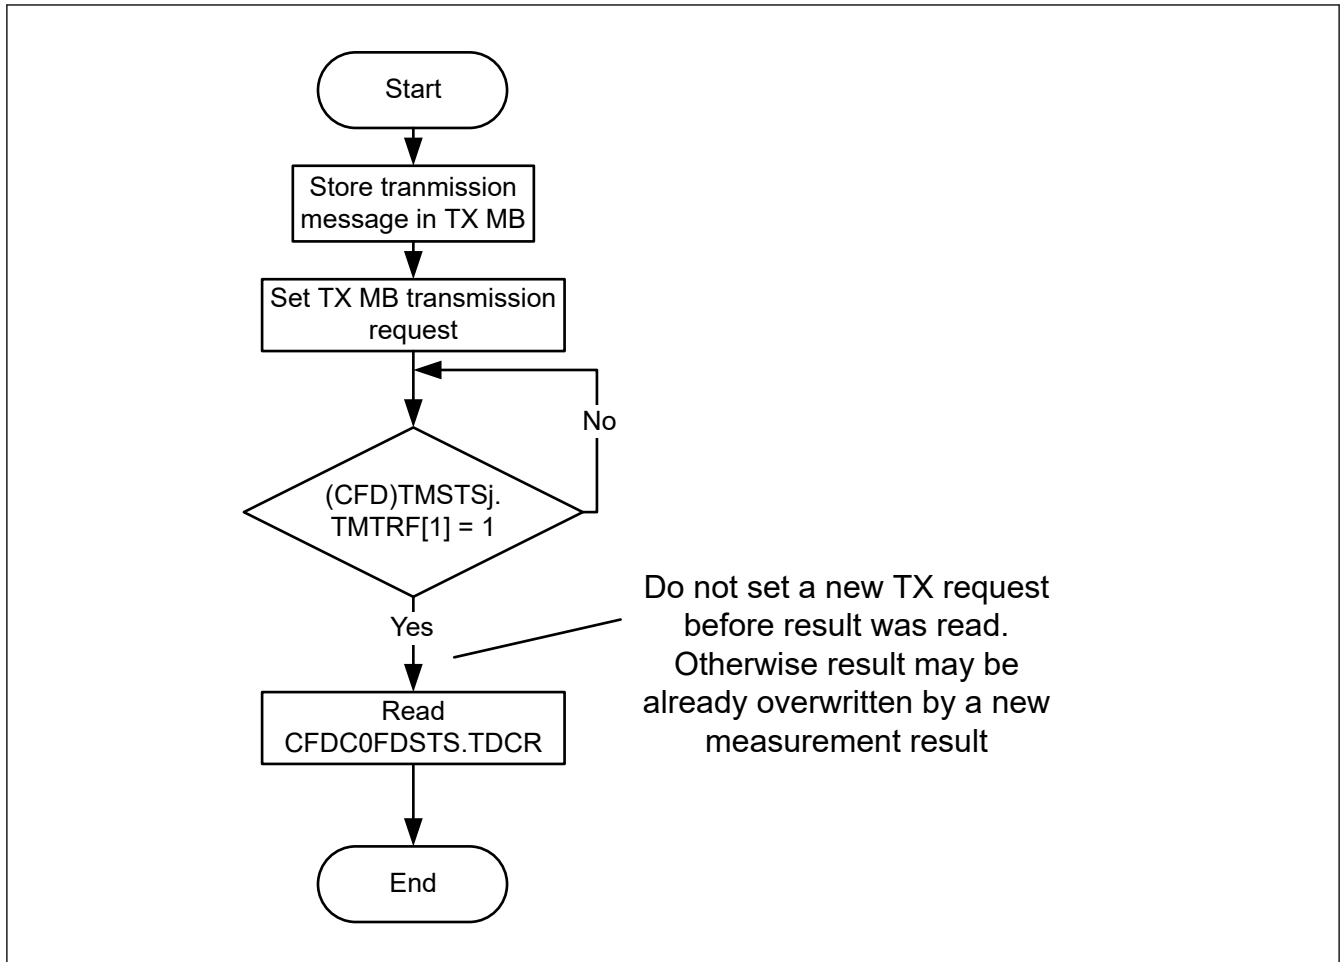 Start
Store tranmission
message in TX MB
Set TX MB transmission
request
No
(CFD)TMSTSj.
TMTRF[1] = 1
Yes
Do not set a new TX request
before result was read.
Otherwise result may be
already overwritten by a new
measurement result
Read
CFDC0FDSTS.TDCR
End